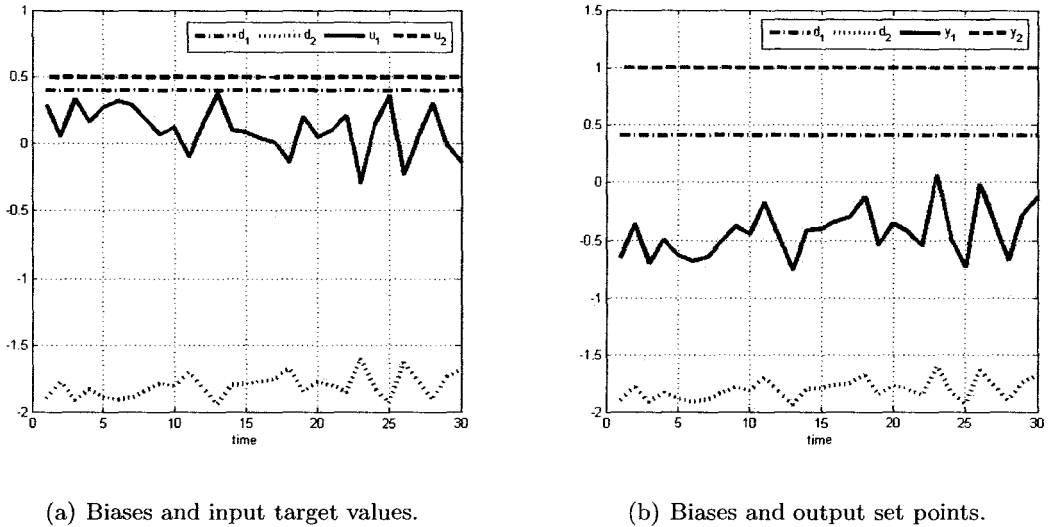 d1 d2 u1 u2
1
0.5
0
-0.5
-1
-1.5
-2
0 5 10 15 20 25 30
time
(a) Biases and input target values.
d1 d2 y1 y2
1.5
1
0.5
0
-0.5
-1
-1.5
-2
0 5 10 15 20 25 30
time
(b) Biases and output set points.